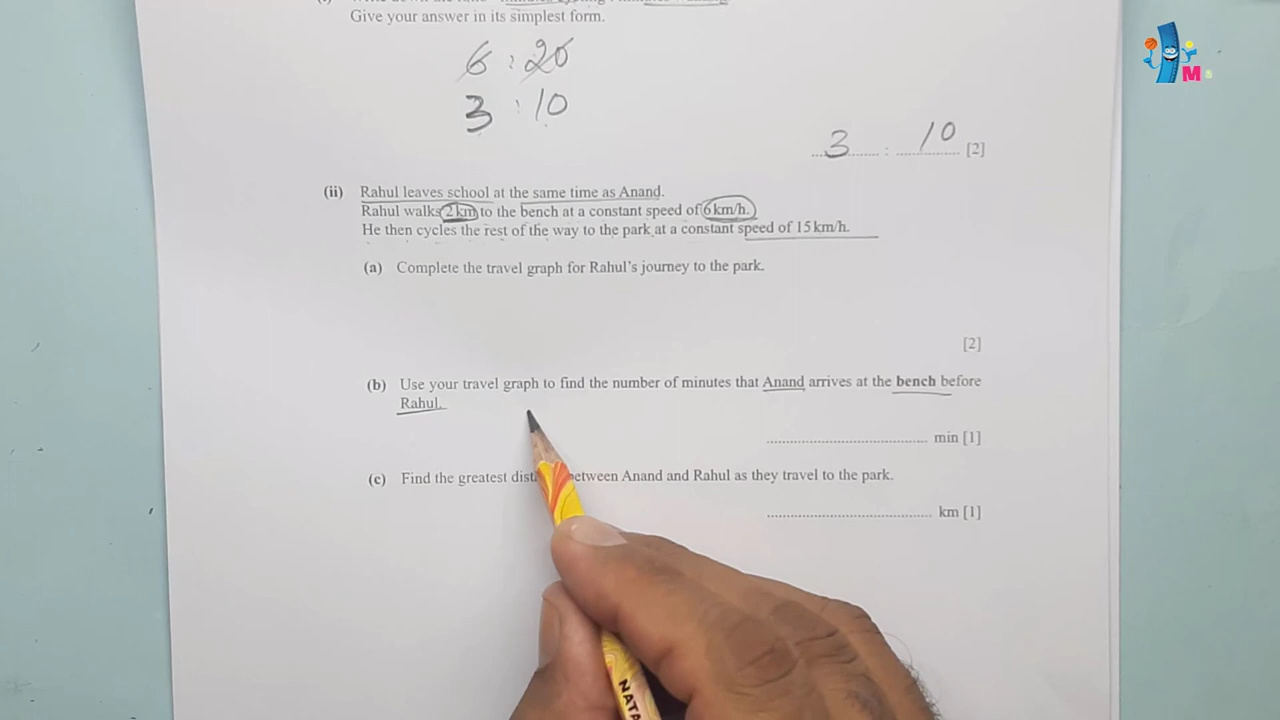 Give your answer in its simplest form.
6 : 20
3 : 10
3 : 10 [2]
(ii) Rahul leaves school at the same time as Anand.
Rahul walks 2 km to the bench at a constant speed of 6 km/h.
He then cycles the rest of the way to the park at a constant speed of 15 km/h.
(a) Complete the travel graph for Rahul's journey to the park.
[2]
(b) Use your travel graph to find the number of minutes that Anand arrives at the bench before
Rahul.
min [1]
(c) Find the greatest between Anand and Rahul as they travel to the park.
km [1]
NATA
M